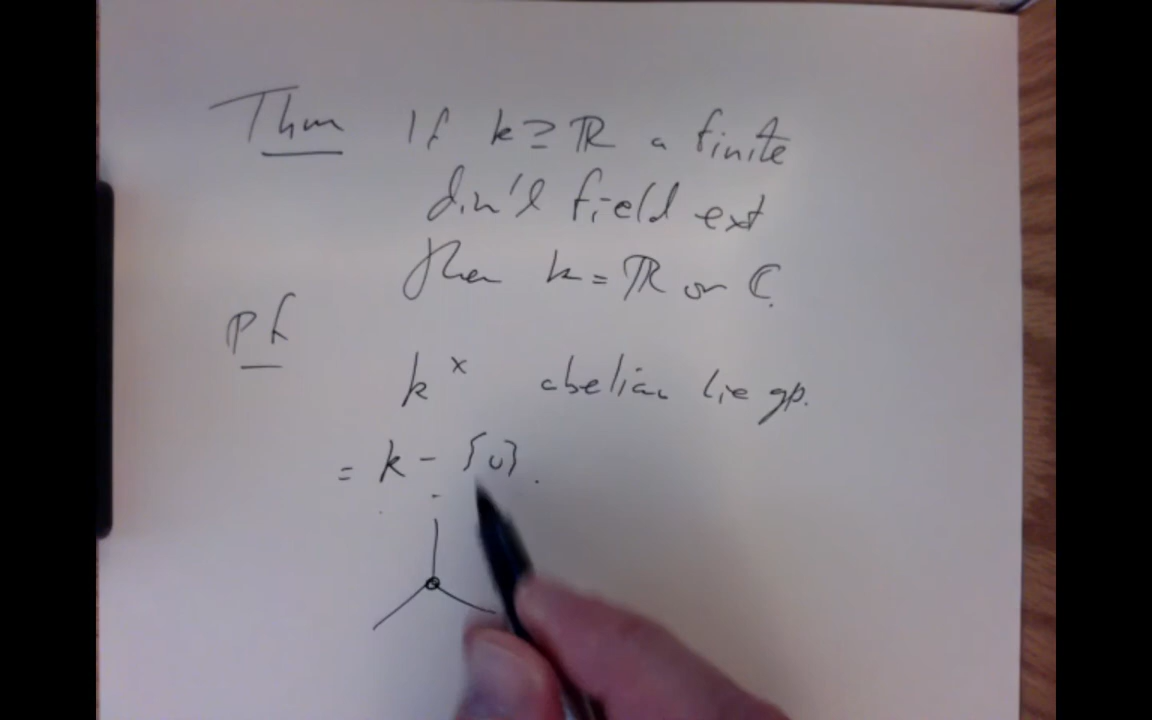 Thm If k ⊇ ℝ a finite
dim'l field ext
then k = ℝ or ℂ.
Pf
k^× abelian Lie gp.
= k - {0}.